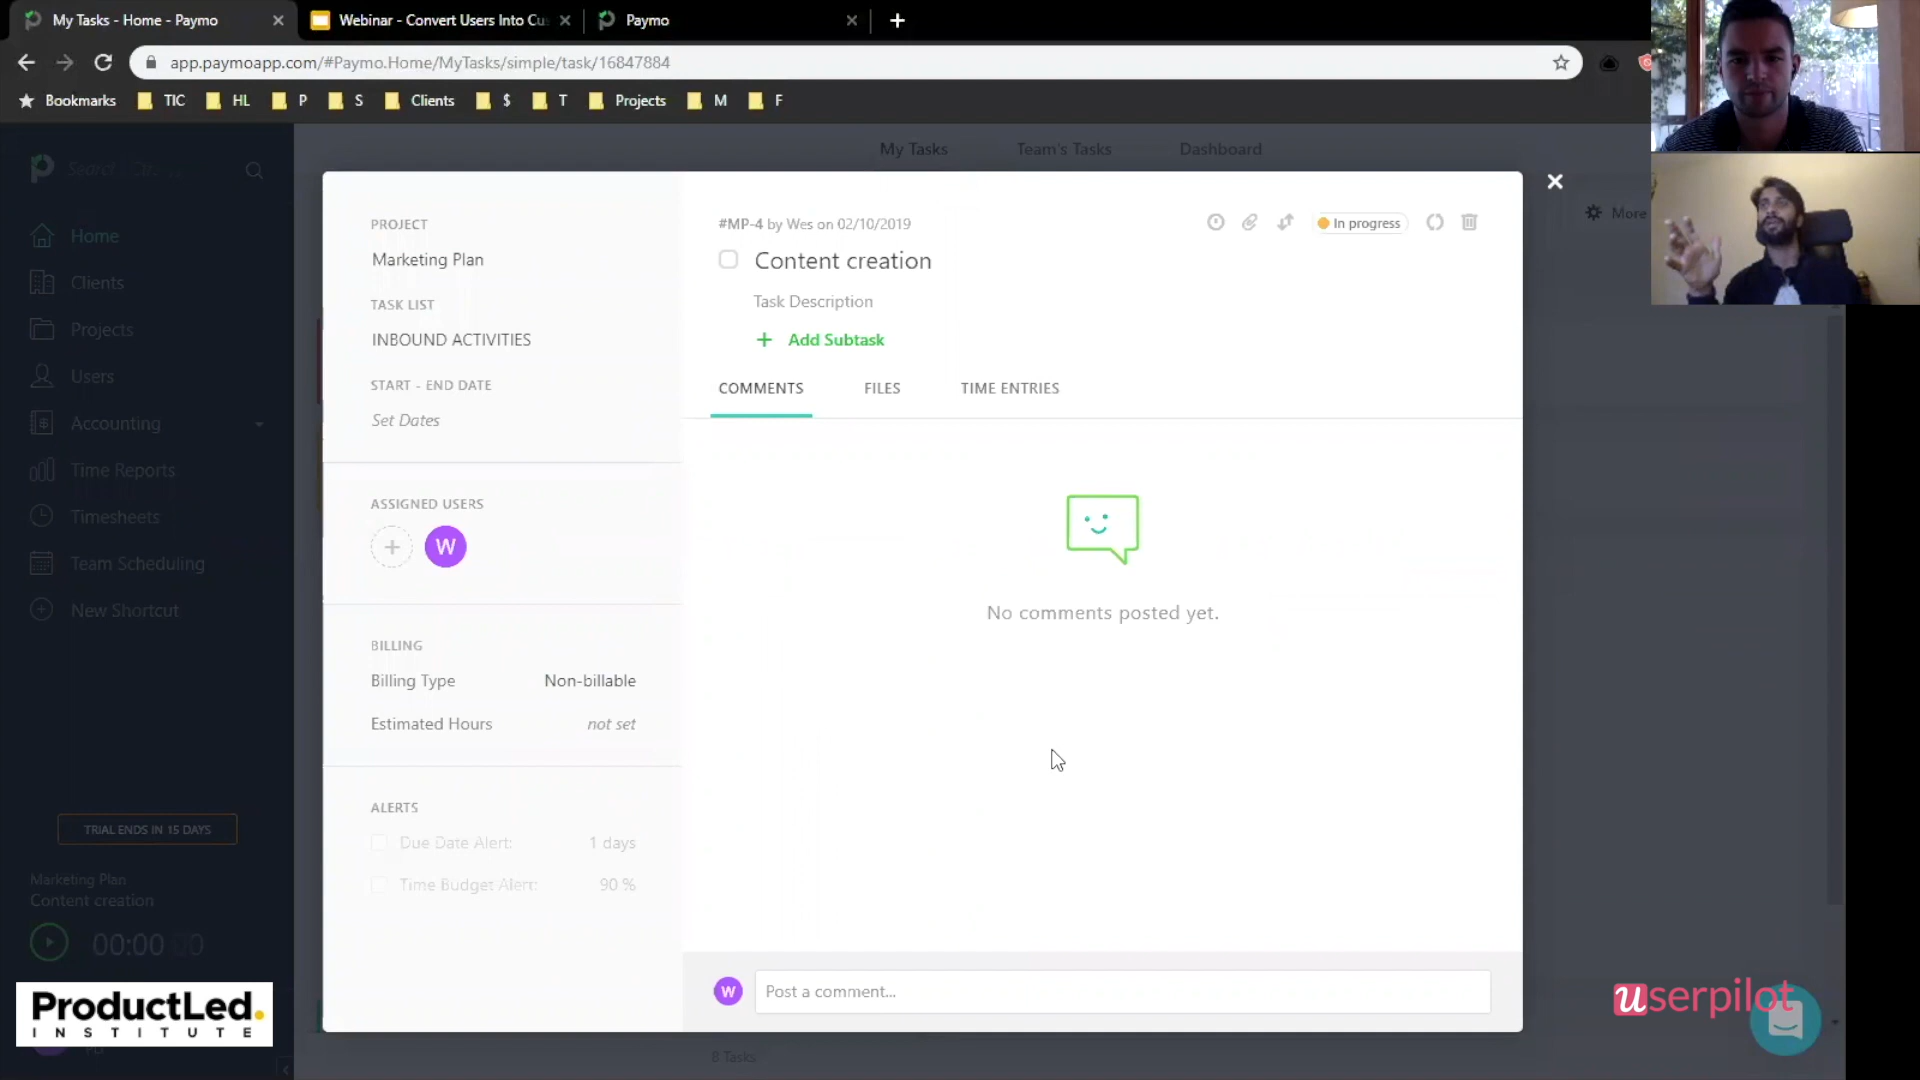 My Tasks - Home - Paymo
Webinar - Convert Users Into Cu
Paymo
app.paymoapp.com/#Paymo.Home/MyTasks/simple/task/16847884
Bookmarks
TIC
HL
P
S
Clients
$
T
Projects
M
F
My Tasks
Team's Tasks
Dashboard
More
Home
Clients
Projects
Users
Accounting
Time Reports
Timesheets
Team Scheduling
New Shortcut
TRIAL ENDS IN 15 DAYS
Marketing Plan
Content creation
00:00 00
ProductLed.
INSTITUTE
PROJECT
Marketing Plan
TASK LIST
INBOUND ACTIVITIES
START - END DATE
Set Dates
ASSIGNED USERS
W
BILLING
Billing Type Non-billable
Estimated Hours not set
ALERTS
Due Date Alert: 1 days
Time Budget Alert: 90 %
#MP-4 by Wes on 02/10/2019
In progress
Content creation
Task Description
+ Add Subtask
COMMENTS
FILES
TIME ENTRIES
No comments posted yet.
W
Post a comment...
8 Tasks
userpilot